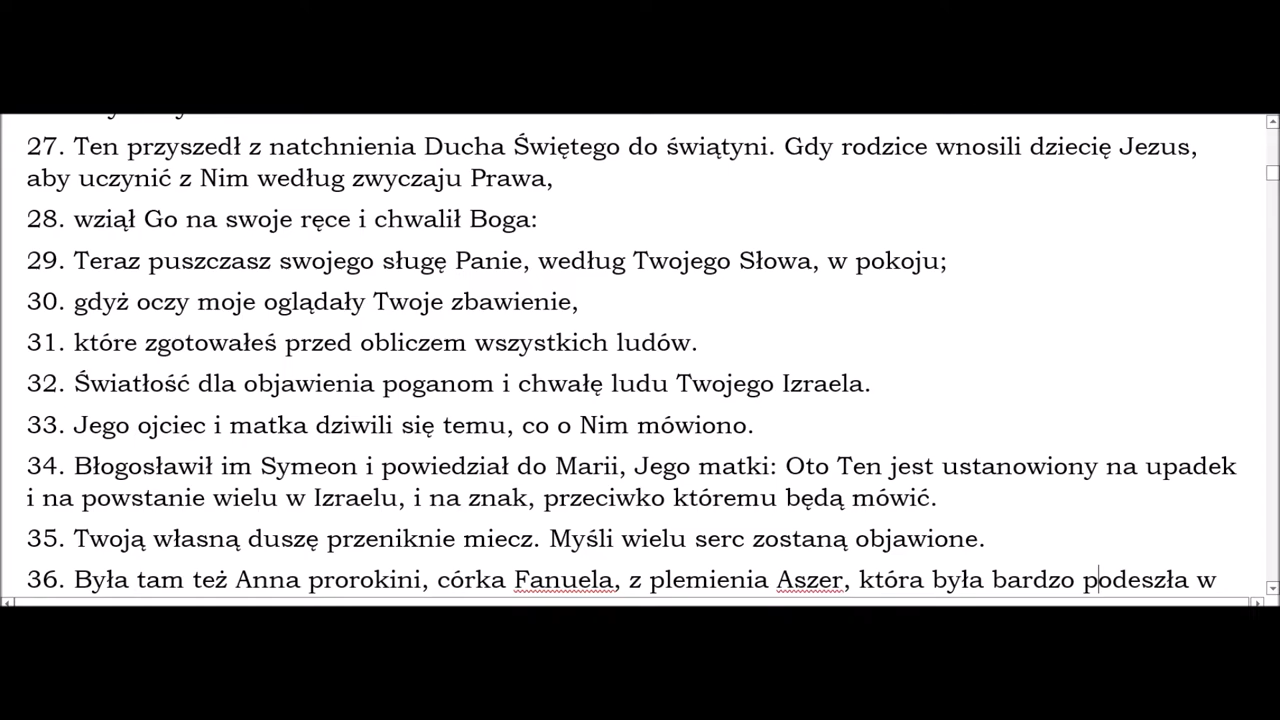 27. Ten przyszedł z natchnienia Ducha Świętego do świątyni. Gdy rodzice wnosili dziecię Jezus,
aby uczynić z Nim według zwyczaju Prawa,
28. wziął Go na swoje ręce i chwalił Boga:
29. Teraz puszczasz swojego sługę Panie, według Twojego Słowa, w pokoju;
30. gdyż oczy moje oglądały Twoje zbawienie,
31. które zgotowałeś przed obliczem wszystkich ludów.
32. Światłość dla objawienia poganom i chwałę ludu Twojego Izraela.
33. Jego ojciec i matka dziwili się temu, co o Nim mówiono.
34. Błogosławił im Symeon i powiedział do Marii, Jego matki: Oto Ten jest ustanowiony na upadek
i na powstanie wielu w Izraelu, i na znak, przeciwko któremu będą mówić.
35. Twoją własną duszę przeniknie miecz. Myśli wielu serc zostaną objawione.
36. Była tam też Anna prorokini, córka Fanuela, z plemienia Aszer, która była bardzo podeszła w